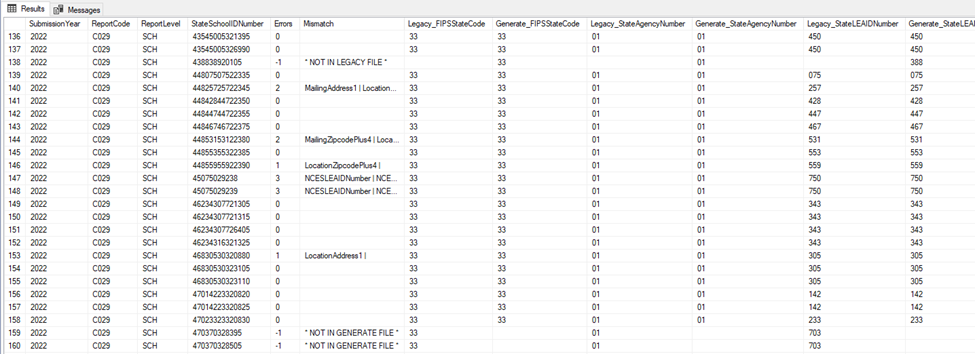 Results Messages
SubmissionYear ReportCode ReportLevel StateSchoolIDNumber Errors Mismatch Legacy_FIPSStateCode Generate_FIPSStateCode Legacy_StateAgencyNumber Generate_StateAgencyNumber Legacy_StateLEAIDNumber Generate_StateLEAI
136 2022 C029 SCH 43545005321395 0 33 33 01 01 450 450
137 2022 C029 SCH 43545005326990 0 33 33 01 01 450 450
138 2022 C029 SCH 438838920105 -1 * NOT IN LEGACY FILE * 33 01 388
139 2022 C029 SCH 44807507522335 0 33 33 01 01 075 075
140 2022 C029 SCH 44825725722345 2 MailingAddress1 | Location... 33 33 01 01 257 257
141 2022 C029 SCH 44842844722350 0 33 33 01 01 428 428
142 2022 C029 SCH 44844744722355 0 33 33 01 01 447 447
143 2022 C029 SCH 44846746722375 0 33 33 01 01 467 467
144 2022 C029 SCH 44853153122380 2 MailingZipcodePlus4 | Loca... 33 33 01 01 531 531
145 2022 C029 SCH 44855355322385 0 33 33 01 01 553 553
146 2022 C029 SCH 44855955922390 1 LocationZipcodePlus4 | 33 33 01 01 559 559
147 2022 C029 SCH 45075029238 3 NCESLEAIDNumber | NCE... 33 33 01 01 750 750
148 2022 C029 SCH 45075029239 3 NCESLEAIDNumber | NCE... 33 33 01 01 750 750
149 2022 C029 SCH 46234307721305 0 33 33 01 01 343 343
150 2022 C029 SCH 46234307721315 0 33 33 01 01 343 343
151 2022 C029 SCH 46234307726405 0 33 33 01 01 343 343
152 2022 C029 SCH 46234316321325 0 33 33 01 01 343 343
153 2022 C029 SCH 46830530320880 1 LocationAddress1 | 33 33 01 01 305 305
154 2022 C029 SCH 46830530323105 0 33 33 01 01 305 305
155 2022 C029 SCH 46830530323110 0 33 33 01 01 305 305
156 2022 C029 SCH 47014223320820 0 33 33 01 01 142 142
157 2022 C029 SCH 47014223320825 0 33 33 01 01 142 142
158 2022 C029 SCH 47023323320830 0 33 33 01 01 233 233
159 2022 C029 SCH 470370328395 -1 * NOT IN GENERATE FILE * 33 01 703
160 2022 C029 SCH 470370328505 -1 * NOT IN GENERATE FILE * 33 01 703